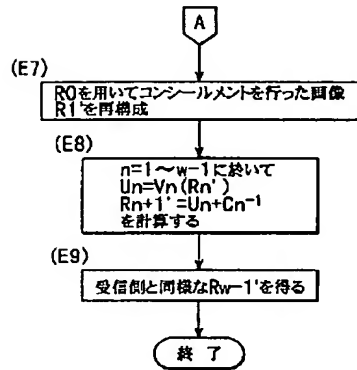 A
(E7)
R0を用いてコンシールメントを行った画像
R1'を再構成
(E8)
n=1〜w-1に於いて
Un=Vn(Rn')
Rn+1'=Un+Cn⁻¹
を計算する
(E9)
受信側と同様なRw-1'を得る
終了